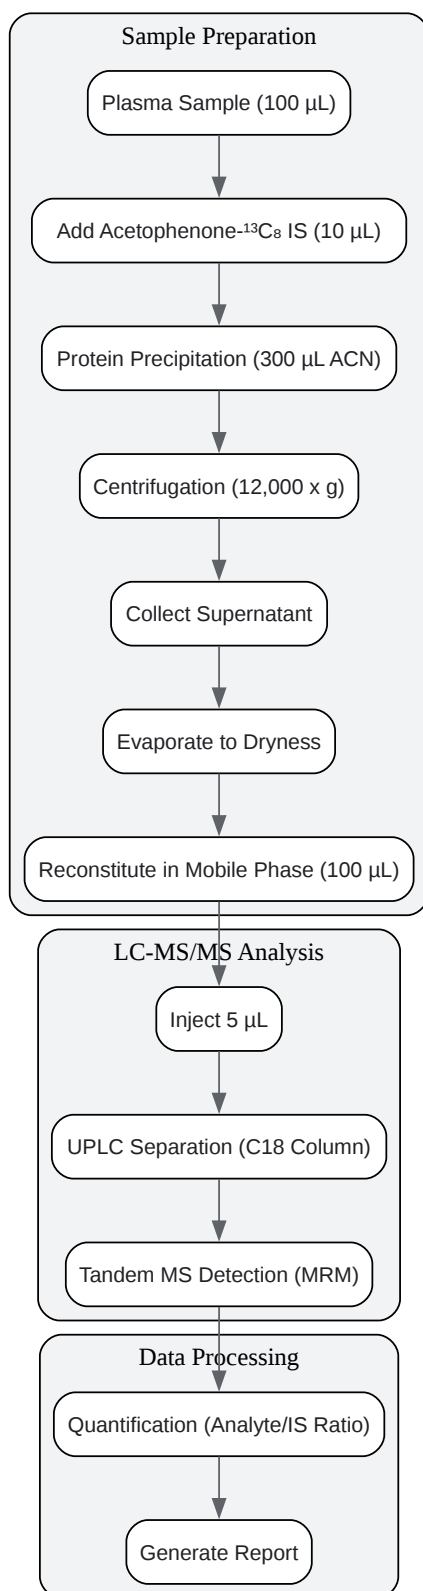 Sample Preparation
Plasma Sample (100 µL)
Add Acetophenone-¹³C₈ IS (10 µL)
Protein Precipitation (300 µL ACN)
Centrifugation (12,000 x g)
Collect Supernatant
Evaporate to Dryness
Reconstitute in Mobile Phase (100 µL)
LC-MS/MS Analysis
Inject 5 µL
UPLC Separation (C18 Column)
Tandem MS Detection (MRM)
Data Processing
Quantification (Analyte/IS Ratio)
Generate Report